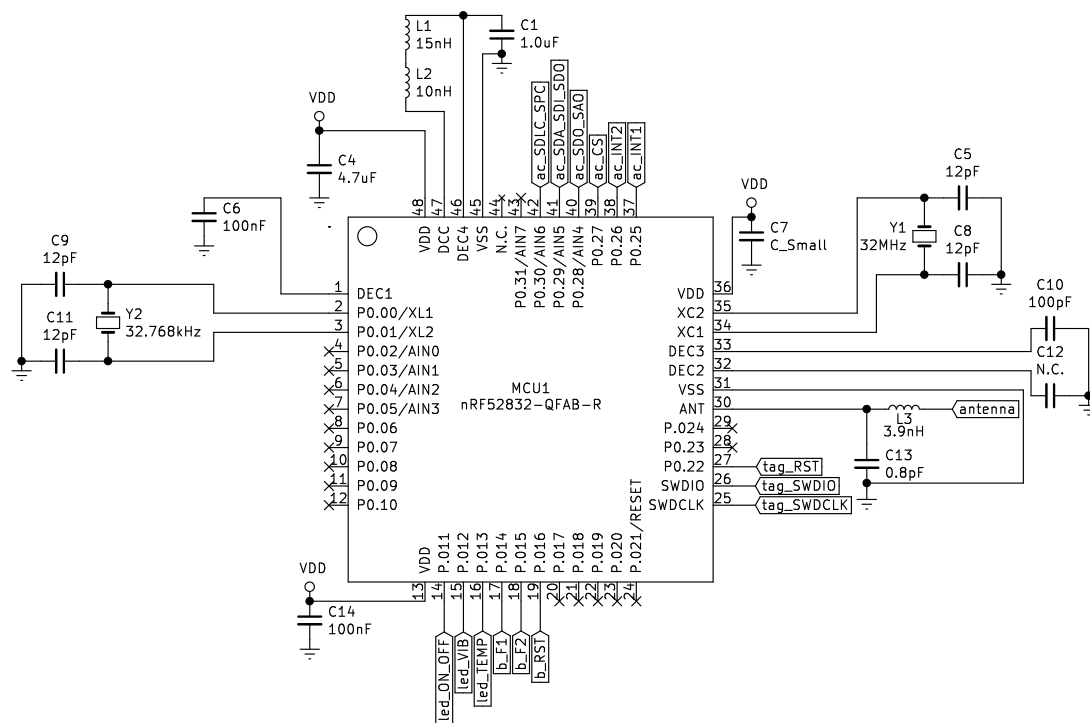 L1
15nH
C1
1.0uF
L2
10nH
VDD
C4
4.7uF
ac_SDLC_SPC
ac_SDA_SDI_SDO
ac_SDO_SAO
ac_CS
ac_INT2
ac_INT1
C5
12pF
VDD
C6
100nF
48
47
46
45
44
43
42
41
40
39
38
37
C7
C_Small
Y1
32MHz
C8
12pF
C9
12pF
VDD
DCC
DEC4
VSS
N.C.
P0.31/AIN7
P0.30/AIN6
P0.29/AIN5
P0.28/AIN4
P0.27
P0.26
P0.25
C10
100pF
C11
12pF
Y2
32.768kHz
C12
N.C.
1 DEC1
2 P0.00/XL1
3 P0.01/XL2
4 P0.02/AIN0
5 P0.03/AIN1
6 P0.04/AIN2
7 P0.05/AIN3
8 P0.06
9 P0.07
10 P0.08
11 P0.09
12 P0.10
MCU1
nRF52832-QFAB-R
VDD 36
XC2 35
XC1 34
DEC3 33
DEC2 32
VSS 31
ANT 30
P.024 29
P0.23 28
P0.22 27
SWDIO 26
SWDCLK 25
antenna
L3
3.9nH
C13
0.8pF
tag_RST
tag_SWDIO
tag_SWDCLK
VDD
P.011
P.012
P.013
P.014
P.015
P.016
P.017
P.018
P.019
P.020
P.021/RESET
13
14
15
16
17
18
19
20
21
22
23
24
VDD
C14
100nF
led_ON_OFF
led_VIB
led_TEMP
b_F1
b_F2
b_RST